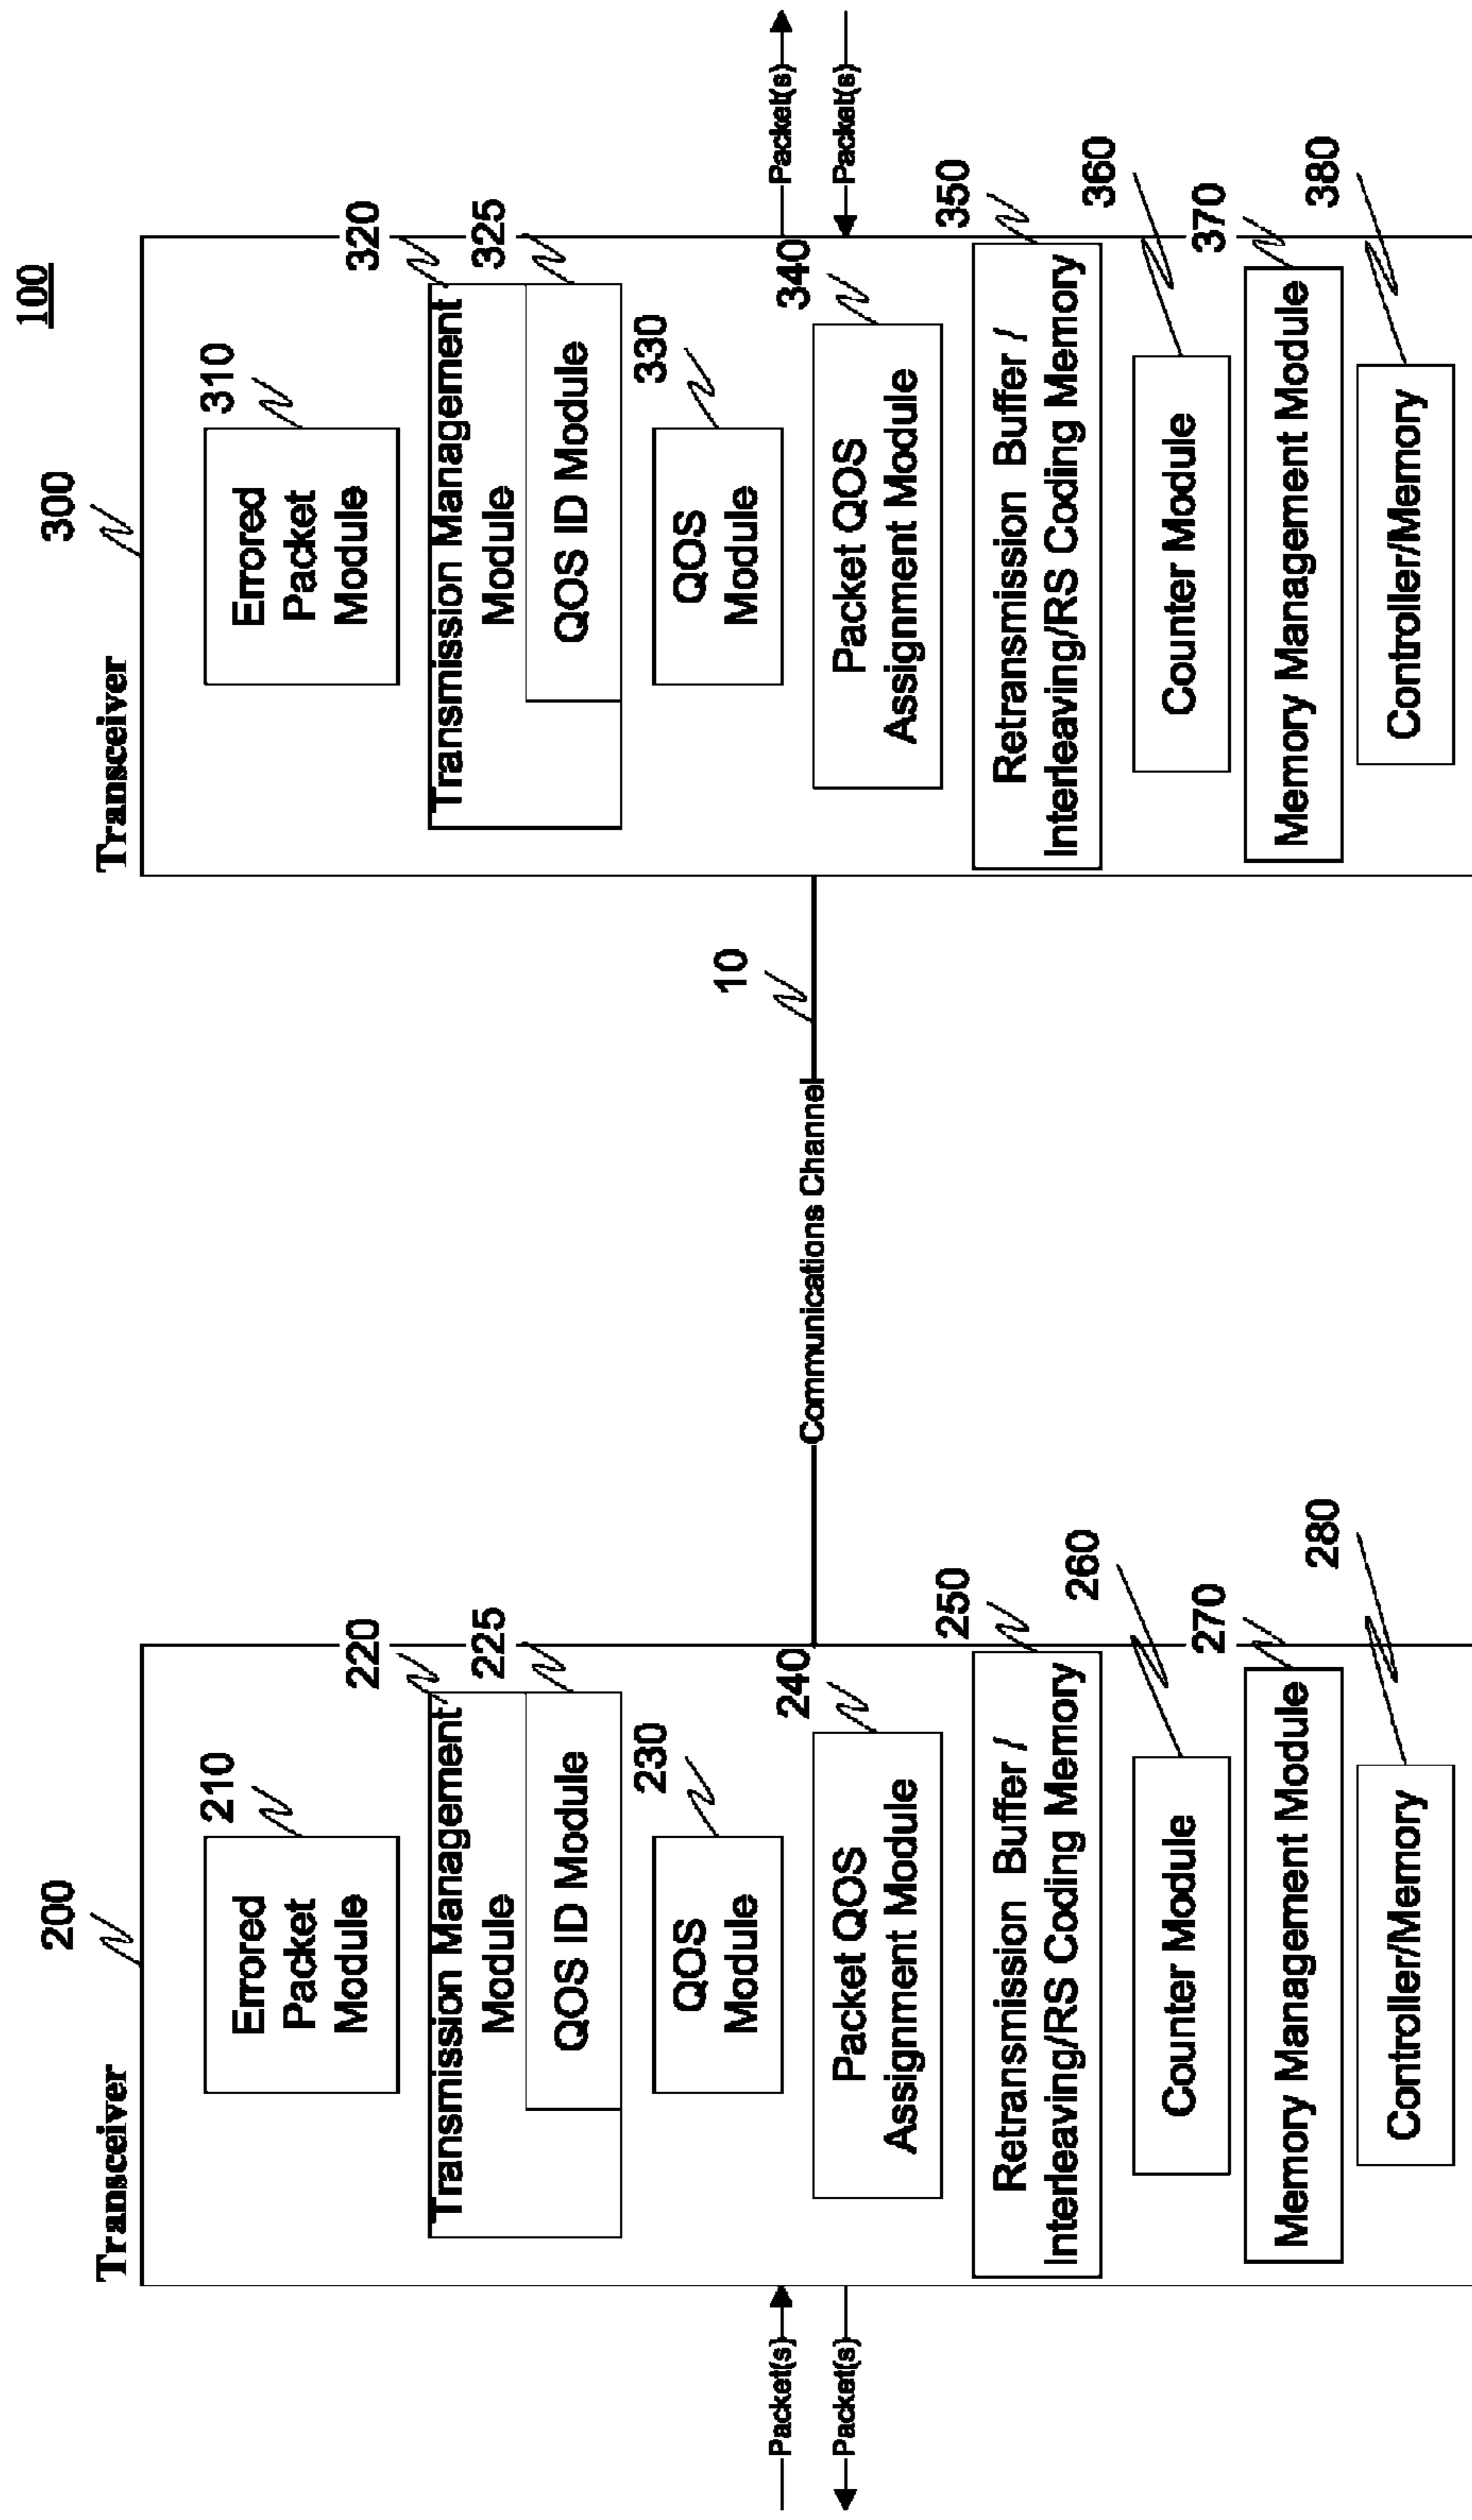 100
200
Transceiver
210
Errored
Packet
Module
220
Transmission Management
Module
225
QOS ID Module
230
QOS
Module
240
Packet QOS
Assignment Module
250
Retransmission Buffer /
Interleaving/RS Coding Memory
260
Counter Module
270
Memory Management Module
280
Controller/Memory
Packet(s)
Packet(s)
Communications Channel
10
300
Transceiver
310
Errored
Packet
Module
320
Transmission Management
Module
325
QOS ID Module
330
QOS
Module
340
Packet QOS
Assignment Module
350
Retransmission Buffer /
Interleaving/RS Coding Memory
360
Counter Module
370
Memory Management Module
380
Controller/Memory
Packet(s)
Packet(s)